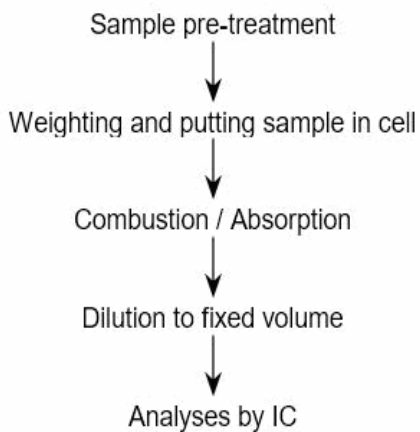 Sample pre-treatment
Weighting and putting sample in cell
Combustion / Absorption
Dilution to fixed volume
Analyses by IC